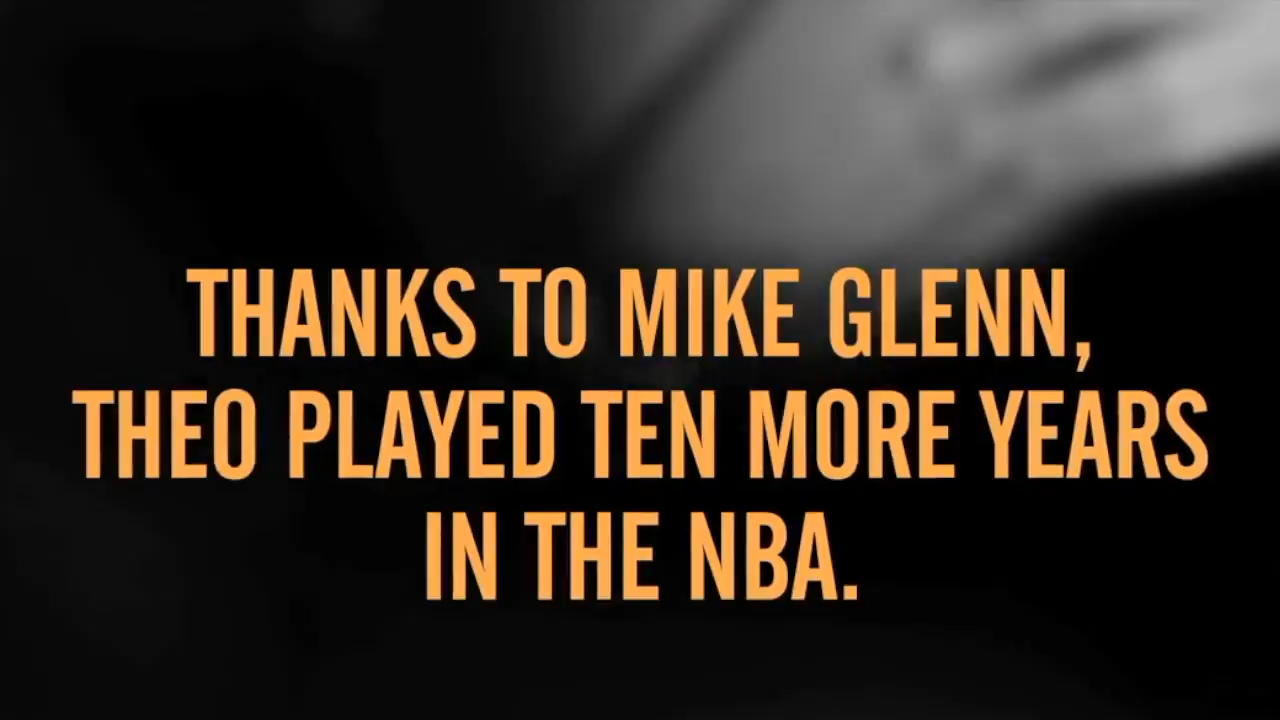 THANKS TO MIKE GLENN,
THEO PLAYED TEN MORE YEARS
IN THE NBA.